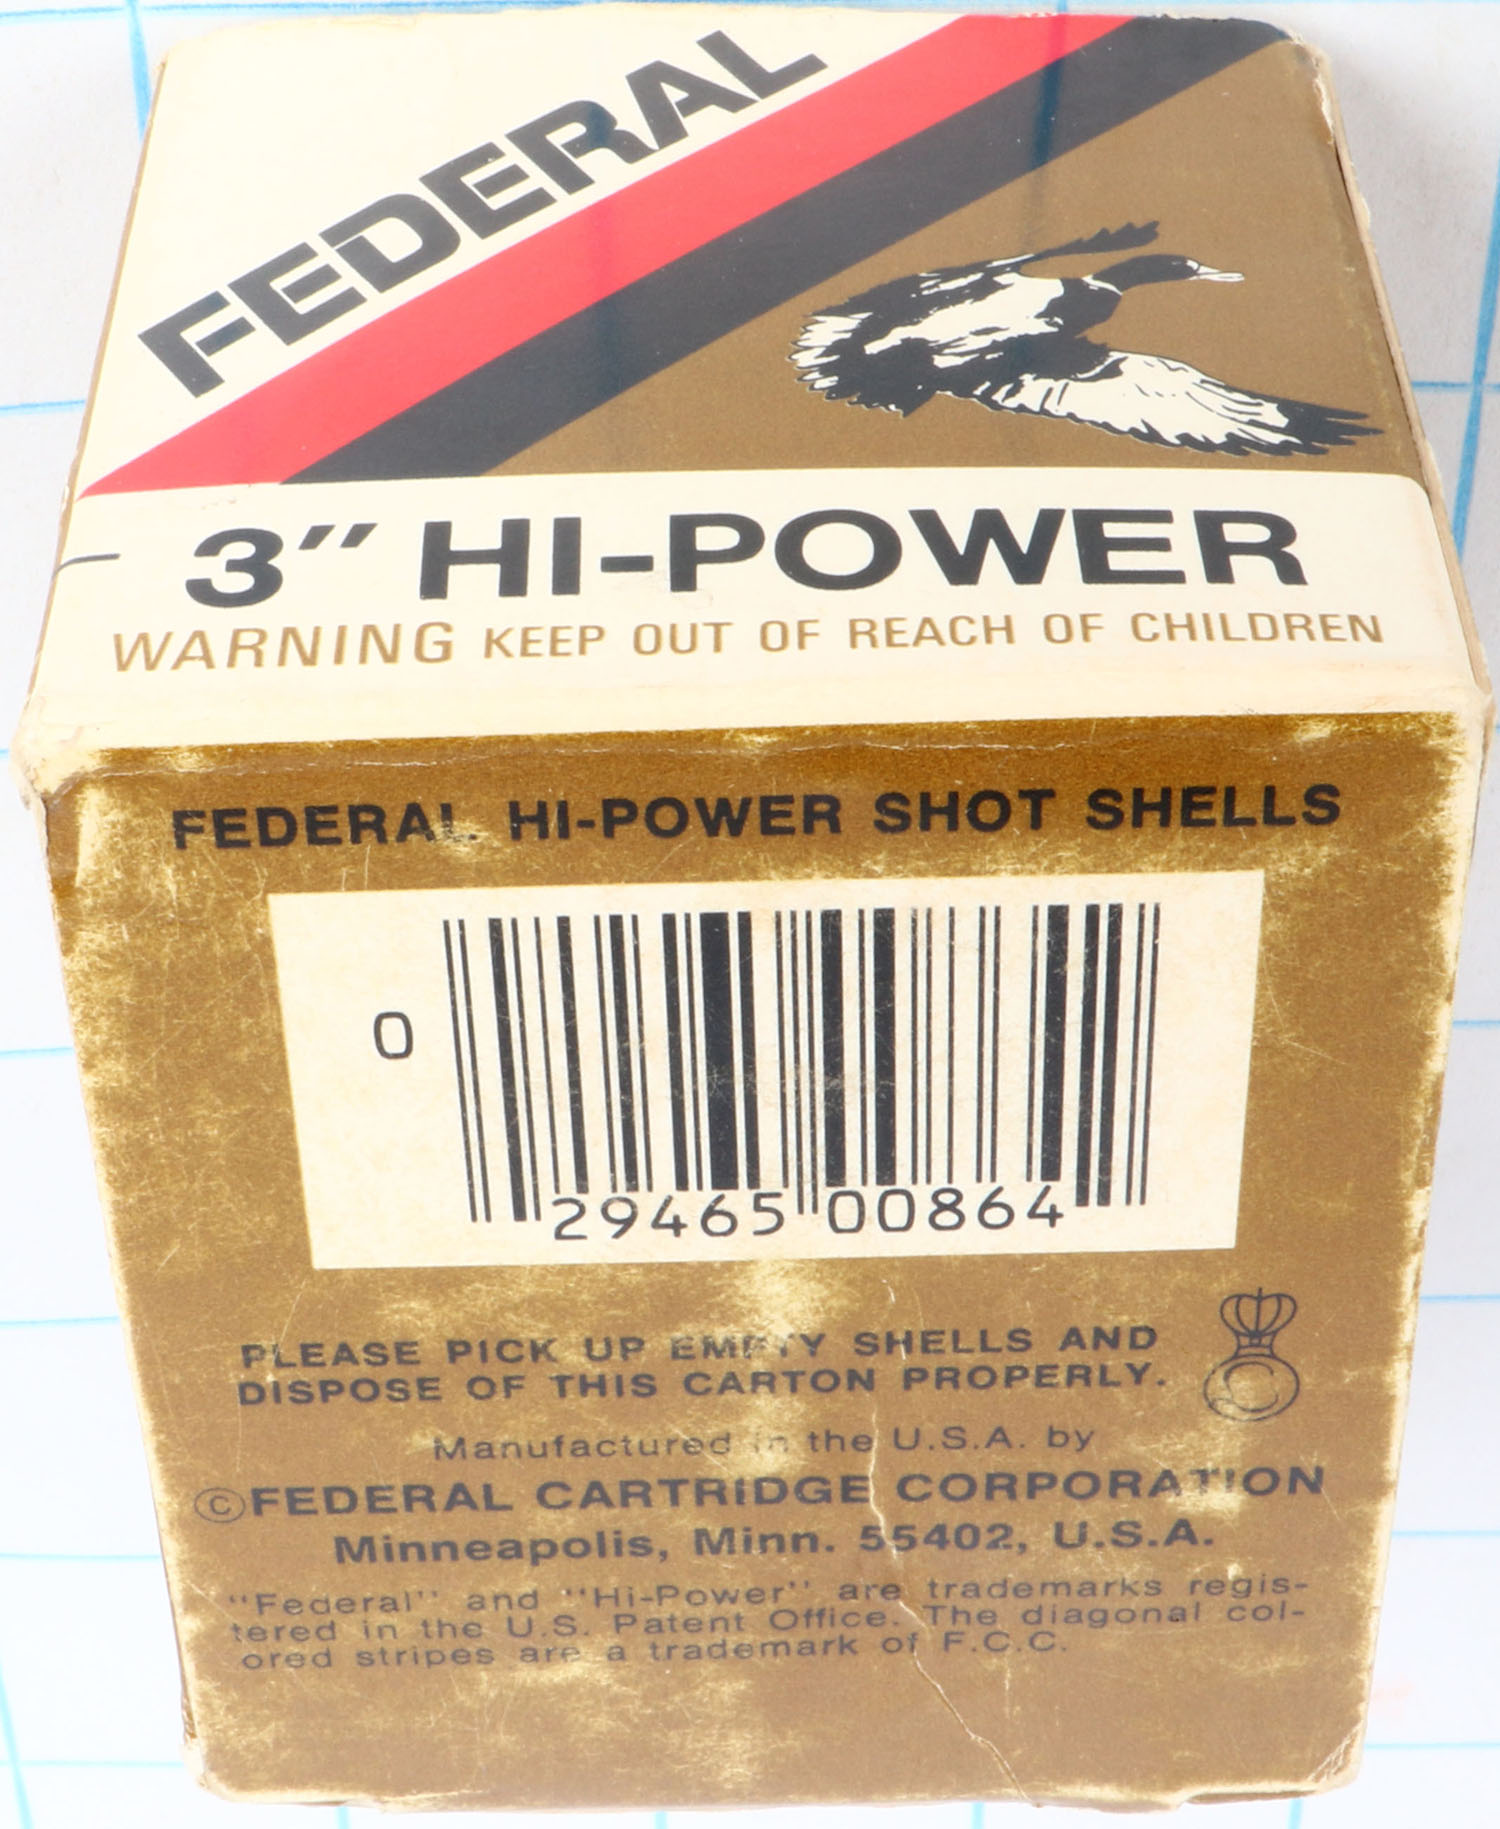 FEDERAL
3" HI-POWER
WARNING KEEP OUT OF REACH OF CHILDREN
FEDERAL HI-POWER SHOT SHELLS
0 29465 00864
PLEASE PICK UP EMPTY SHELLS AND
DISPOSE OF THIS CARTON PROPERLY.
Manufactured in the U.S.A. by
©FEDERAL CARTRIDGE CORPORATION
Minneapolis, Minn. 55402, U.S.A.
"Federal" and "Hi-Power" are trademarks regis-
tered in the U.S. Patent Office. The diagonal col-
ored stripes are a trademark of F.C.C.